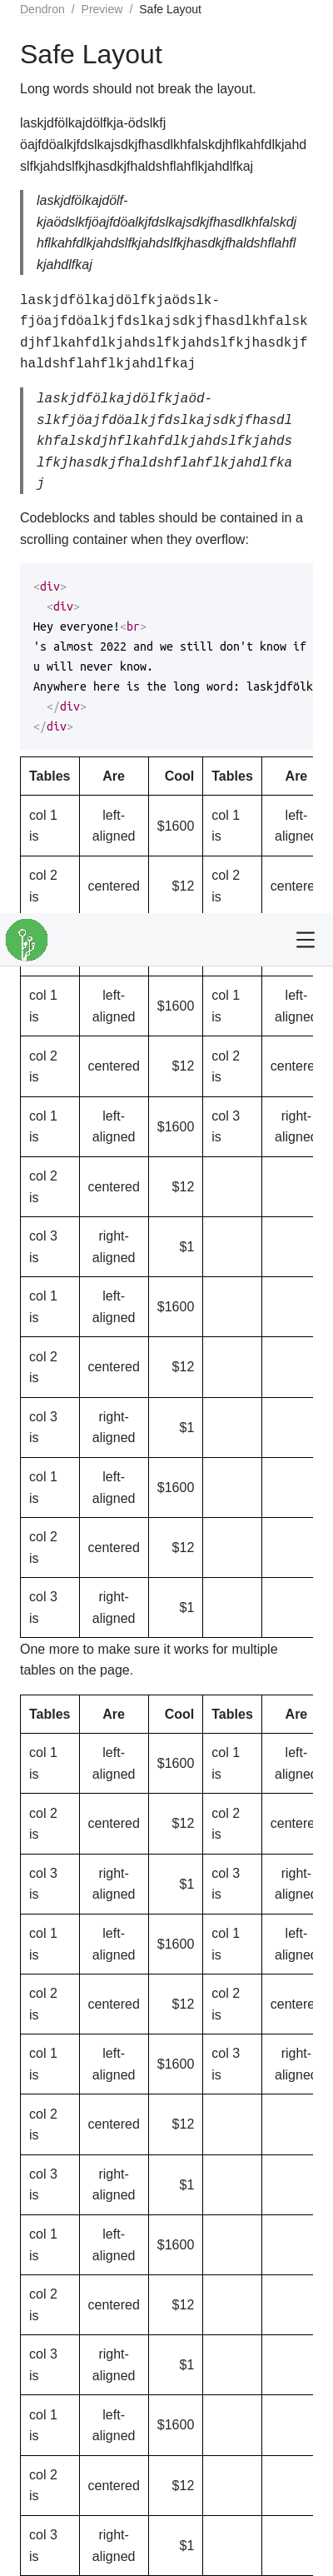 Dendron / Preview / Safe Layout
Safe Layout
Long words should not break the layout.
laskjdfölkajdölfkja-ödslkfj
öajfdöalkjfdslkajsdkjfhasdlkhfalskdjhflkahfdlkjahd
slfkjahdslfkjhasdkjfhaldshflahflkjahdlfkaj
laskjdfölkajdölf-
kjaödslkfjöajfdöalkjfdslkajsdkjfhasdlkhfalskdj
hflkahfdlkjahdslfkjahdslfkjhasdkjfhaldshflahfl
kjahdlfkaj
laskjdfölkajdölfkjaödslk-
fjöajfdöalkjfdslkajsdkjfhasdlkhfalsk
djhflkahfdlkjahdslfkjahdslfkjhasdkjf
haldshflahflkjahdlfkaj
laskjdfölkajdölfkjaöd-
slkfjöajfdöalkjfdslkajsdkjfhasdl
khfalskdjhflkahfdlkjahdslfkjahds
lfkjhasdkjfhaldshflahflkjahdlfka
j
Codeblocks and tables should be contained in a
scrolling container when they overflow:
<div>
<div>
Hey everyone!<br>
's almost 2022 and we still don't know if
u will never know.
Anywhere here is the long word: laskjdfölk
</div>
</div>
Tables Are Cool Tables Are
col 1 is left-aligned $1600 col 1 is left-aligned
col 2 is centered $12 col 2 is centere
col 1 is left-aligned $1600 col 1 is left-aligned
col 2 is centered $12 col 2 is centere
col 1 is left-aligned $1600 col 3 is right-aligned
col 2 is centered $12
col 3 is right-aligned $1
col 1 is left-aligned $1600
col 2 is centered $12
col 3 is right-aligned $1
col 1 is left-aligned $1600
col 2 is centered $12
col 3 is right-aligned $1
One more to make sure it works for multiple
tables on the page.
Tables Are Cool Tables Are
col 1 is left-aligned $1600 col 1 is left-aligned
col 2 is centered $12 col 2 is centere
col 3 is right-aligned $1 col 3 is right-aligned
col 1 is left-aligned $1600 col 1 is left-aligned
col 2 is centered $12 col 2 is centere
col 1 is left-aligned $1600 col 3 is right-aligned
col 2 is centered $12
col 3 is right-aligned $1
col 1 is left-aligned $1600
col 2 is centered $12
col 3 is right-aligned $1
col 1 is left-aligned $1600
col 2 is centered $12
col 3 is right-aligned $1